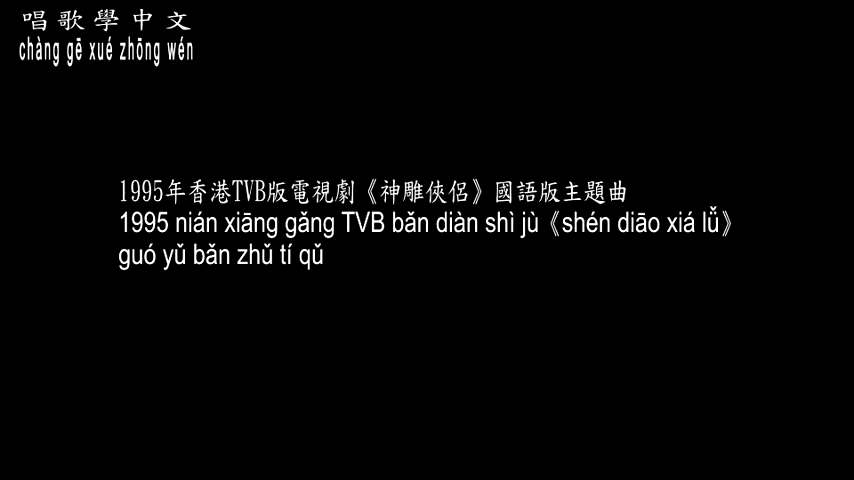 唱歌學中文
chàng gē xué zhōng wén
1995年香港TVB版電視劇《神雕俠侶》國語版主題曲
1995 nián xiāng gǎng TVB bǎn diàn shì jù《shén diāo xiá lǚ》
guó yǔ bǎn zhǔ tí qǔ